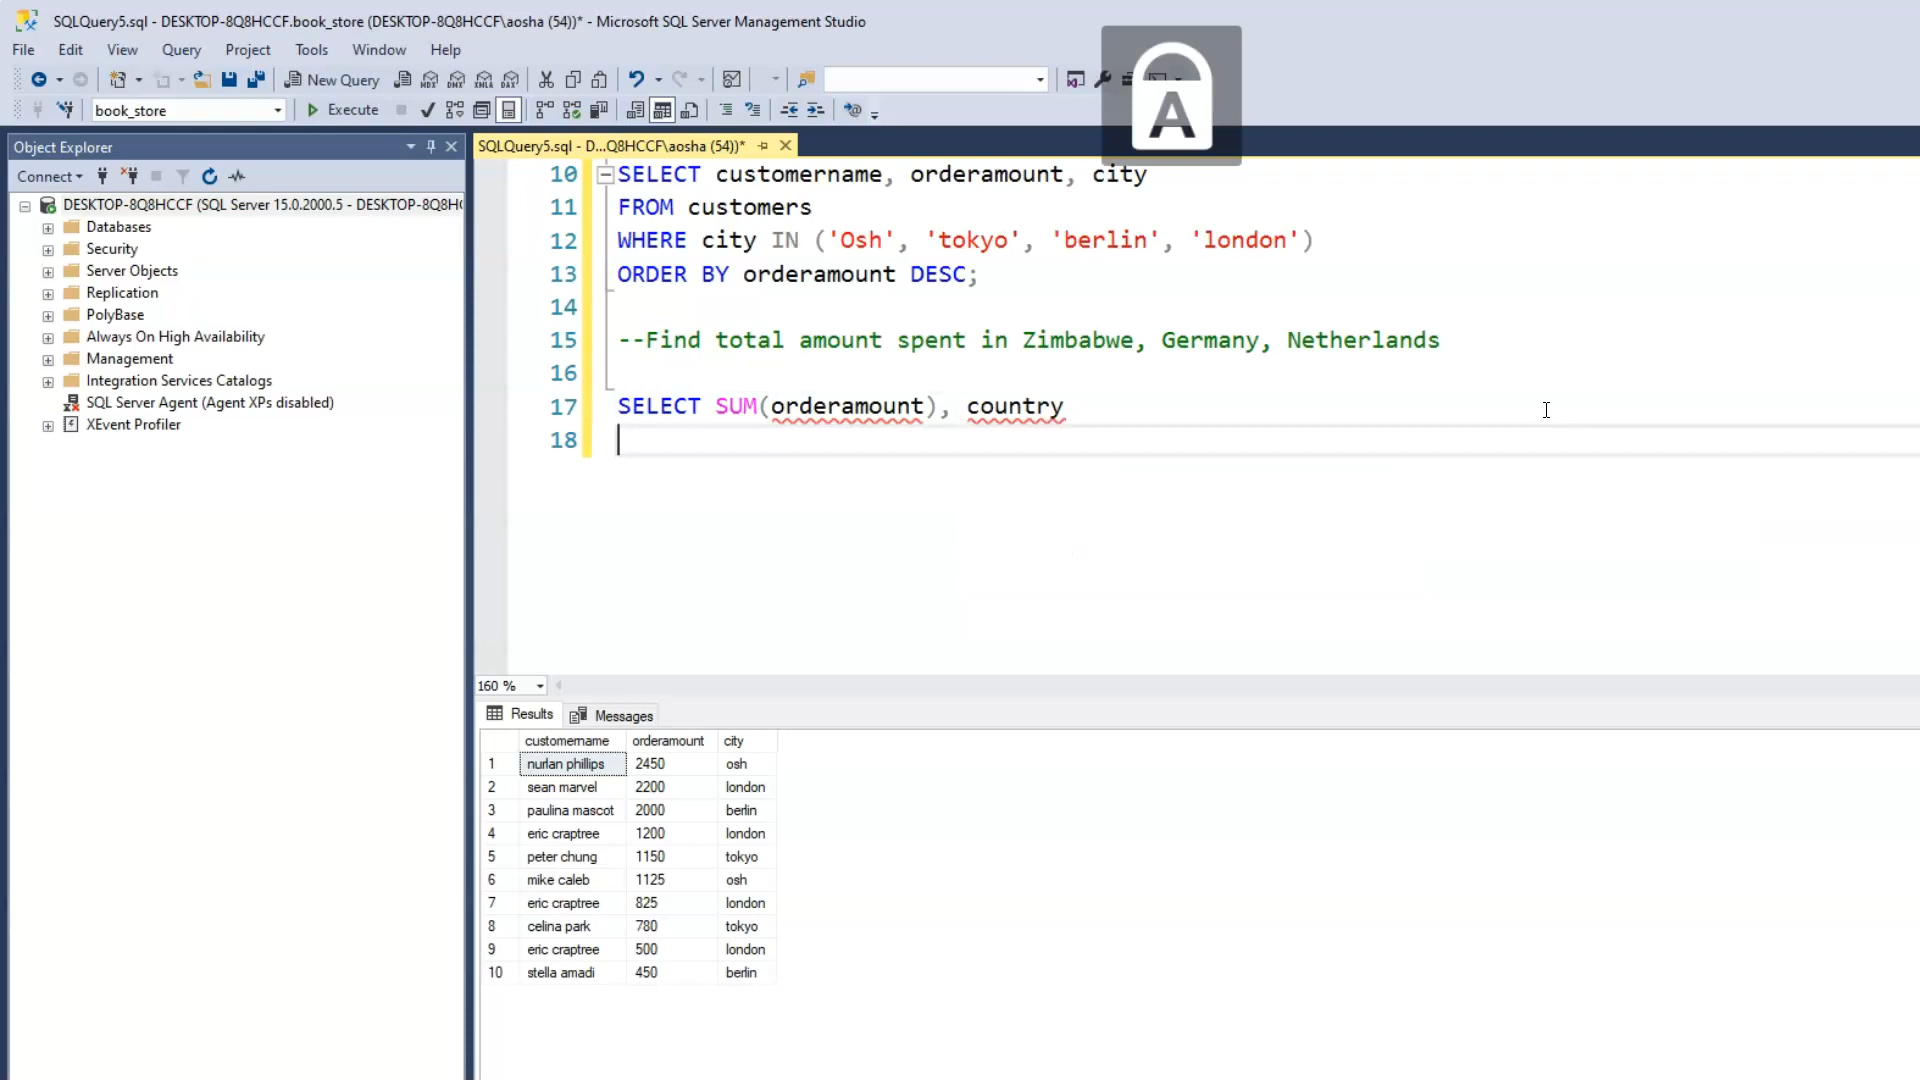 SQLQuery5.sql - DESKTOP-8Q8HCCF.book_store (DESKTOP-8Q8HCCF\aosha (54))* - Microsoft SQL Server Management Studio
File Edit View Query Project Tools Window Help
New Query MDX DMX XMLA DAX
book_store Execute
A
Object Explorer
Connect
DESKTOP-8Q8HCCF (SQL Server 15.0.2000.5 - DESKTOP-8Q8H
Databases
Security
Server Objects
Replication
PolyBase
Always On High Availability
Management
Integration Services Catalogs
SQL Server Agent (Agent XPs disabled)
XEvent Profiler
SQLQuery5.sql - D...Q8HCCF\aosha (54))*
10 SELECT customername, orderamount, city
11 FROM customers
12 WHERE city IN ('Osh', 'tokyo', 'berlin', 'london')
13 ORDER BY orderamount DESC;
14
15 --Find total amount spent in Zimbabwe, Germany, Netherlands
16
17 SELECT SUM(orderamount), country
18
160 %
Results Messages
customername orderamount city
1 nurlan phillips 2450 osh
2 sean marvel 2200 london
3 paulina mascot 2000 berlin
4 eric craptree 1200 london
5 peter chung 1150 tokyo
6 mike caleb 1125 osh
7 eric craptree 825 london
8 celina park 780 tokyo
9 eric craptree 500 london
10 stella amadi 450 berlin